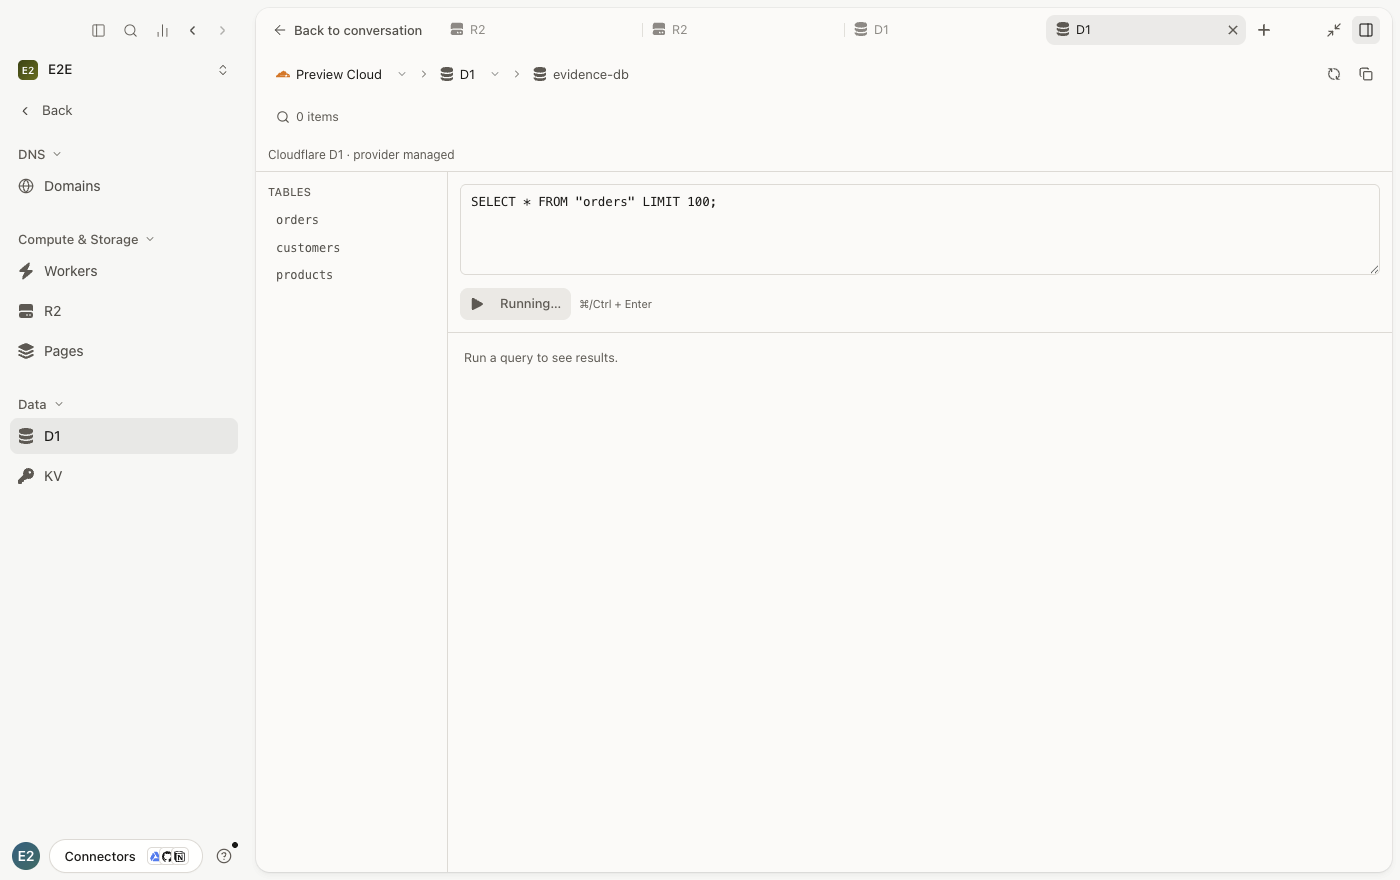 Back to conversation
R2
R2
D1
D1
E2 E2E
Preview Cloud D1 evidence-db
Back
0 items
DNS
Cloudflare D1 · provider managed
Domains
Compute & Storage
Workers
R2
Pages
Data
D1
KV
TABLES
orders
customers
products
SELECT * FROM "orders" LIMIT 100;
Running... ⌘/Ctrl + Enter
Run a query to see results.
E2 Connectors